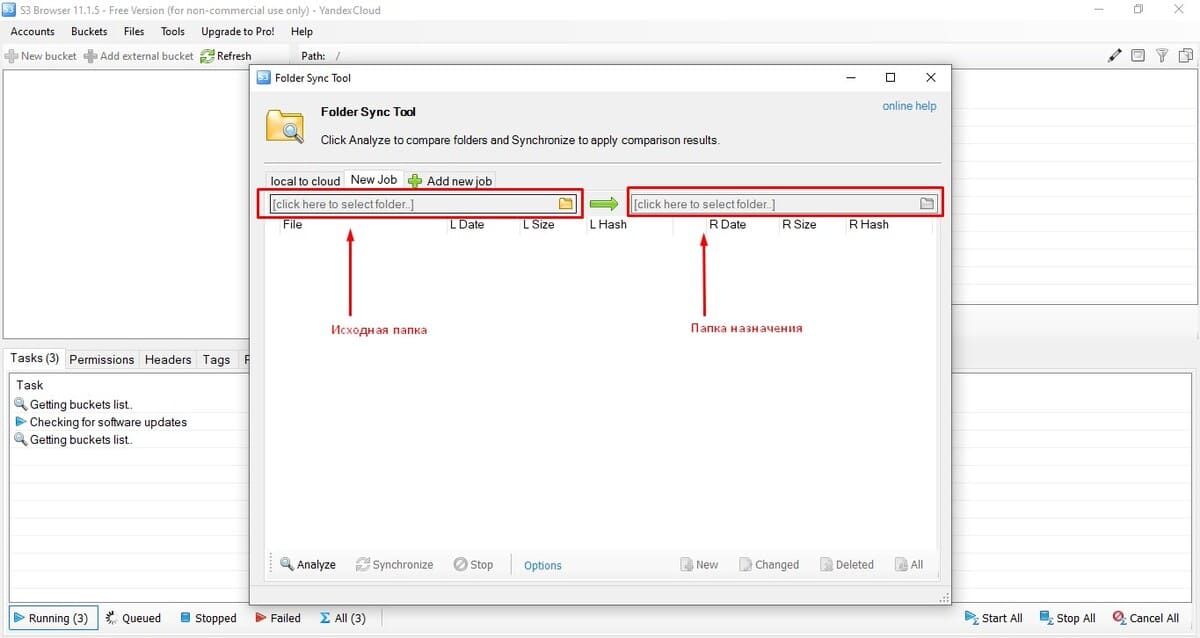 S3 Browser 11.1.5 - Free Version (for non-commercial use only) - YandexCloud
Accounts Buckets Files Tools Upgrade to Pro! Help
New bucket Add external bucket Refresh Path: /
Folder Sync Tool
Folder Sync Tool
online help
Click Analyze to compare folders and Synchronize to apply comparison results.
local to cloud New Job Add new job
[click here to select folder..] [click here to select folder..]
File L Date L Size L Hash R Date R Size R Hash
Исходная папка Папка назначения
Tasks (3) Permissions Headers Tags
Task
Getting buckets list..
Checking for software updates
Getting buckets list..
Analyze Synchronize Stop Options New Changed Deleted All
Running (3) Queued Stopped Failed All (3) Start All Stop All Cancel All